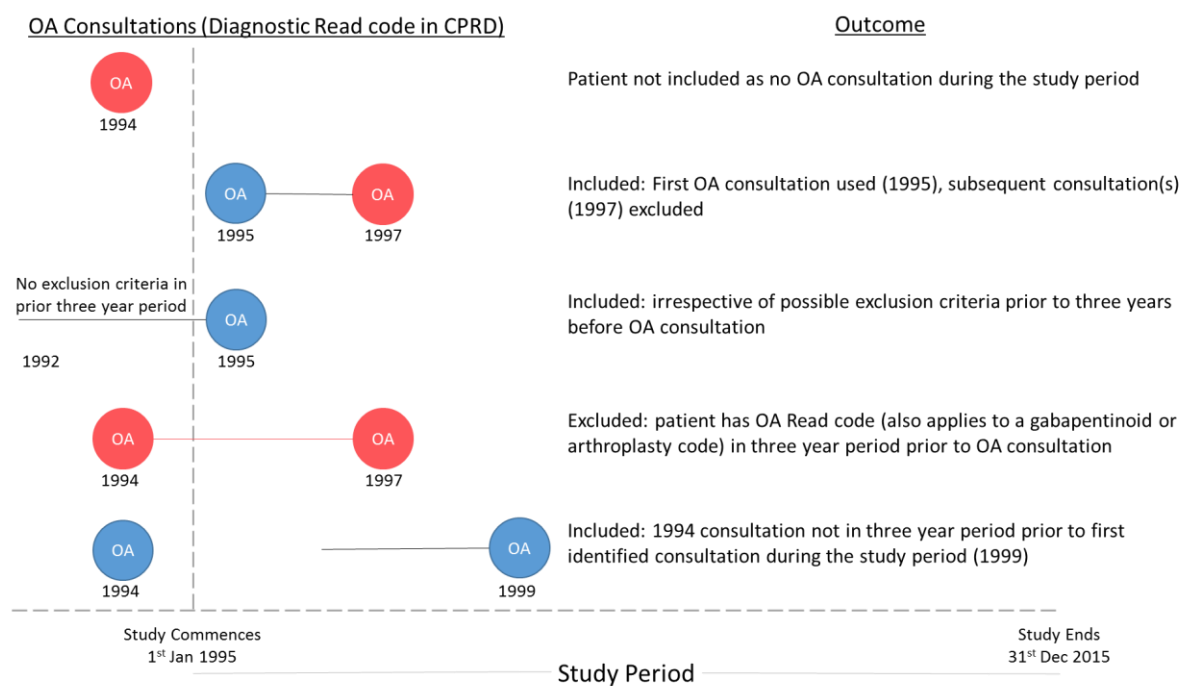 OA Consultations (Diagnostic Read code in CPRD)
Outcome
OA
1994
Patient not included as no OA consultation during the study period
OA
OA
1995
1997
Included: First OA consultation used (1995), subsequent consultation(s)
(1997) excluded
No exclusion criteria in
prior three year period
OA
1992
1995
Included: irrespective of possible exclusion criteria prior to three years
before OA consultation
OA
OA
1994
1997
Excluded: patient has OA Read code (also applies to a gabapentinoid or
arthroplasty code) in three year period prior to OA consultation
OA
OA
1994
1999
Included: 1994 consultation not in three year period prior to first
identified consultation during the study period (1999)
Study Commences
1st Jan 1995
Study Ends
31st Dec 2015
Study Period